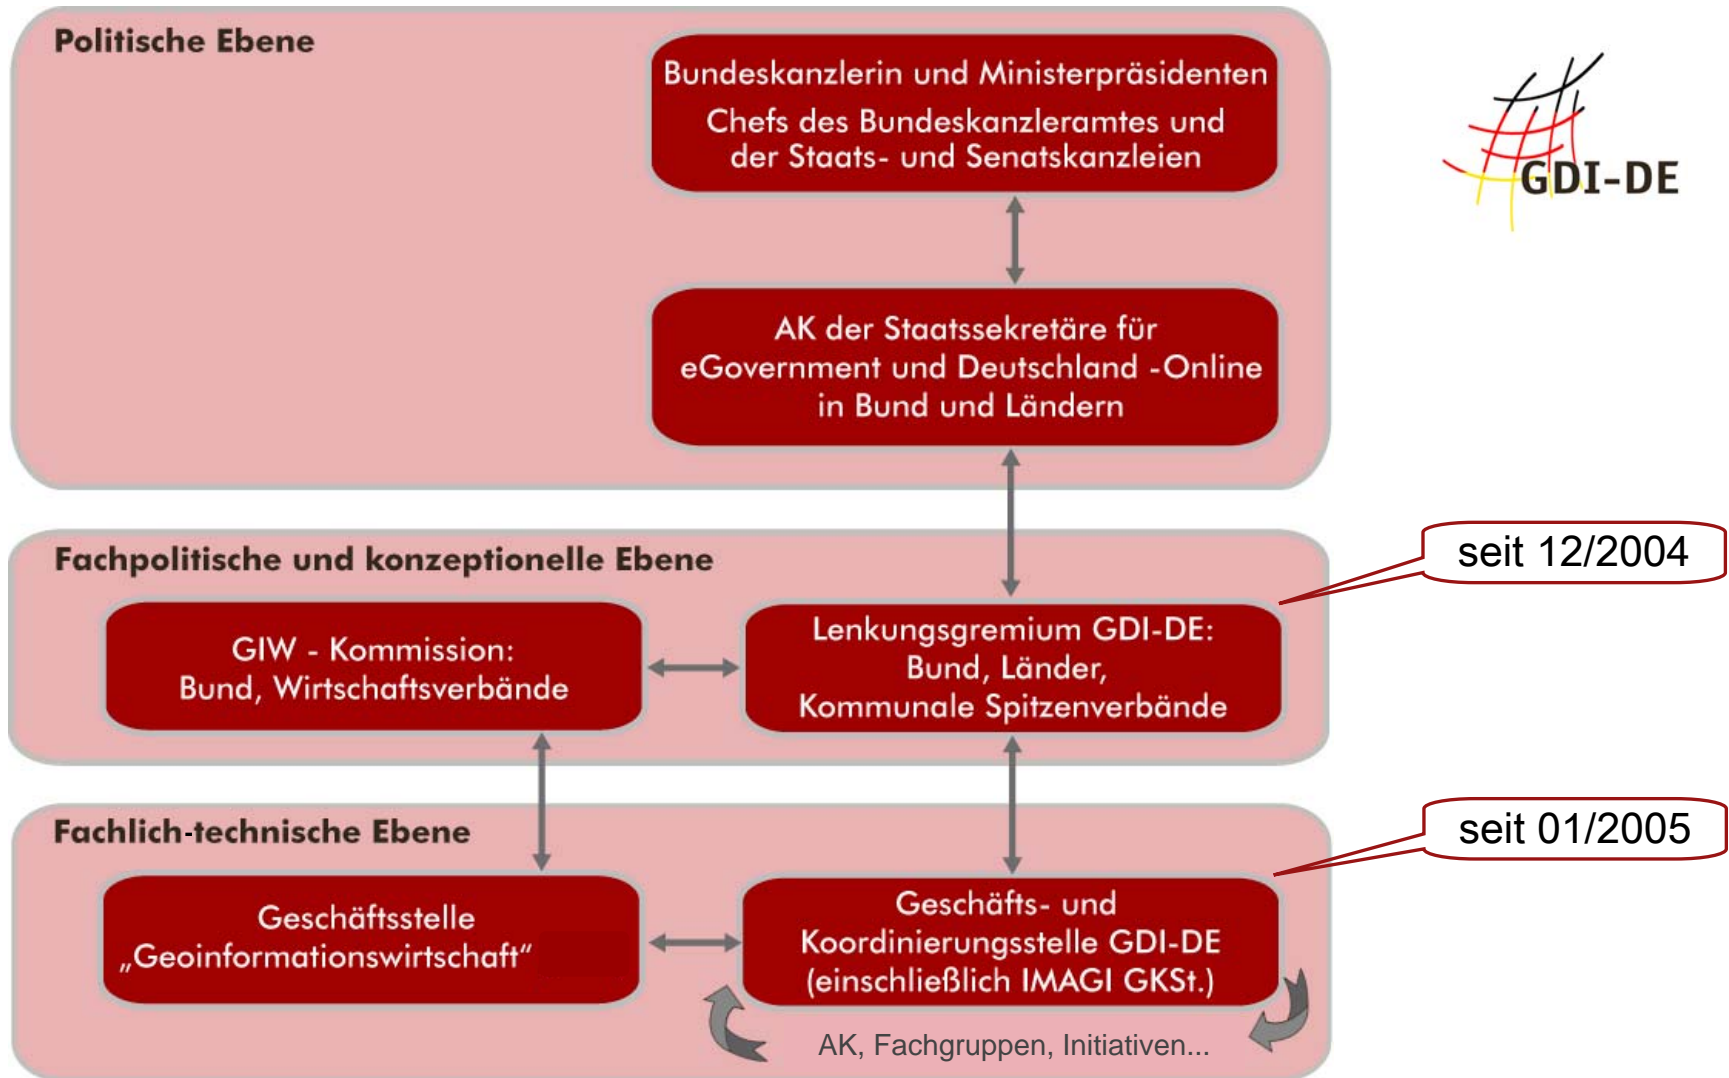 Politische Ebene
Bundeskanzlerin und Ministerpräsidenten
Chefs des Bundeskanzleramtes und
der Staats- und Senatskanzleien
GDI-DE
AK der Staatssekretäre für
eGovernment und Deutschland -Online
in Bund und Ländern
Fachpolitische und konzeptionelle Ebene
seit 12/2004
GIW - Kommission:
Bund, Wirtschaftsverbände
Lenkungsgremium GDI-DE:
Bund, Länder,
Kommunale Spitzenverbände
Fachlich-technische Ebene
seit 01/2005
Geschäftsstelle
„Geoinformationswirtschaft“
Geschäfts- und
Koordinierungsstelle GDI-DE
(einschließlich IMAGI GKSt.)
AK, Fachgruppen, Initiativen...